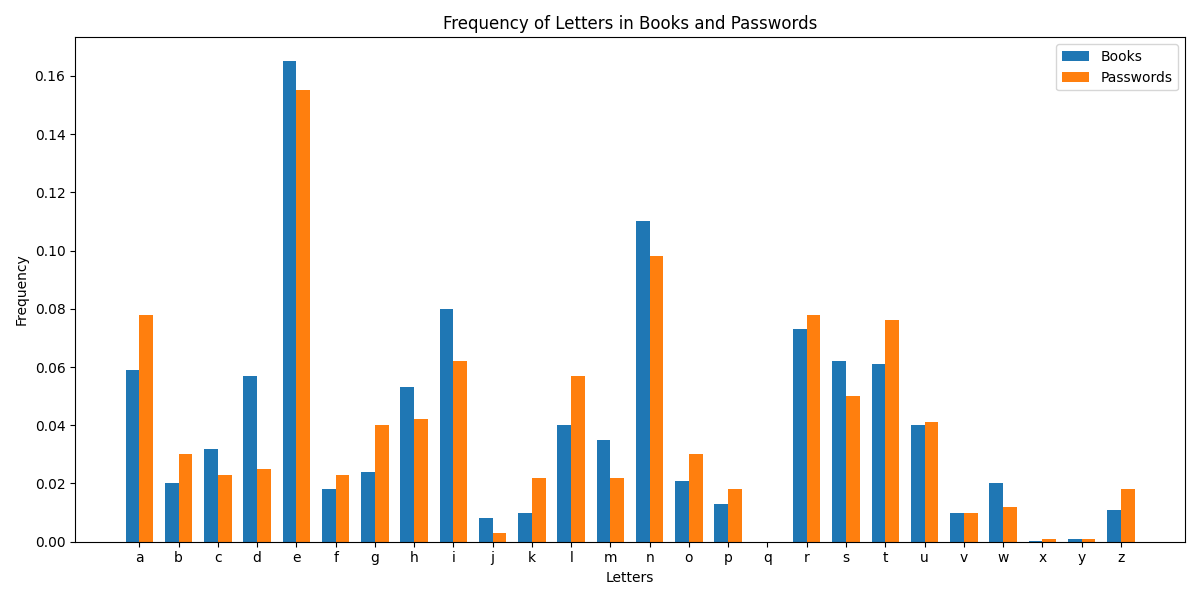 Frequency of Letters in Books and Passwords
Books
Passwords
Frequency
0.16
0.14
0.12
0.10
0.08
0.06
0.04
0.02
0.00
a b c d e f g h i j k l m n o p q r s t u v w x y z
Letters